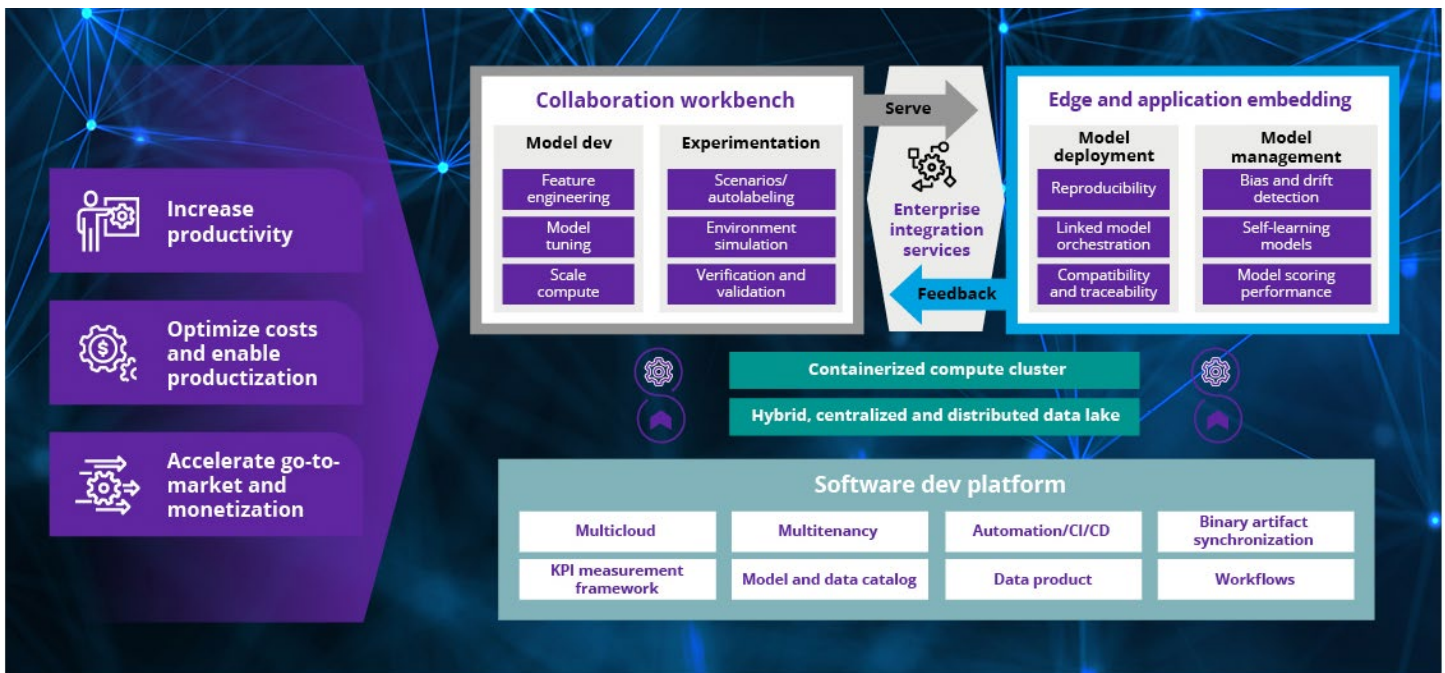 Increase
productivity
Optimize costs
and enable
productization
Accelerate go-to-
market and
monetization
Collaboration workbench
Model dev
Feature
engineering
Model
tuning
Scale
compute
Experimentation
Scenarios/
autolabeling
Environment
simulation
Verification and
validation
Serve
Enterprise
integration
services
Feedback
Edge and application embedding
Model
deployment
Reproducibility
Linked model
orchestration
Compatibility
and traceability
Model
management
Bias and drift
detection
Self-learning
models
Model scoring
performance
Containerized compute cluster
Hybrid, centralized and distributed data lake
Software dev platform
Multicloud
Multitenancy
Automation/CI/CD
Binary artifact
synchronization
KPI measurement
framework
Model and data catalog
Data product
Workflows